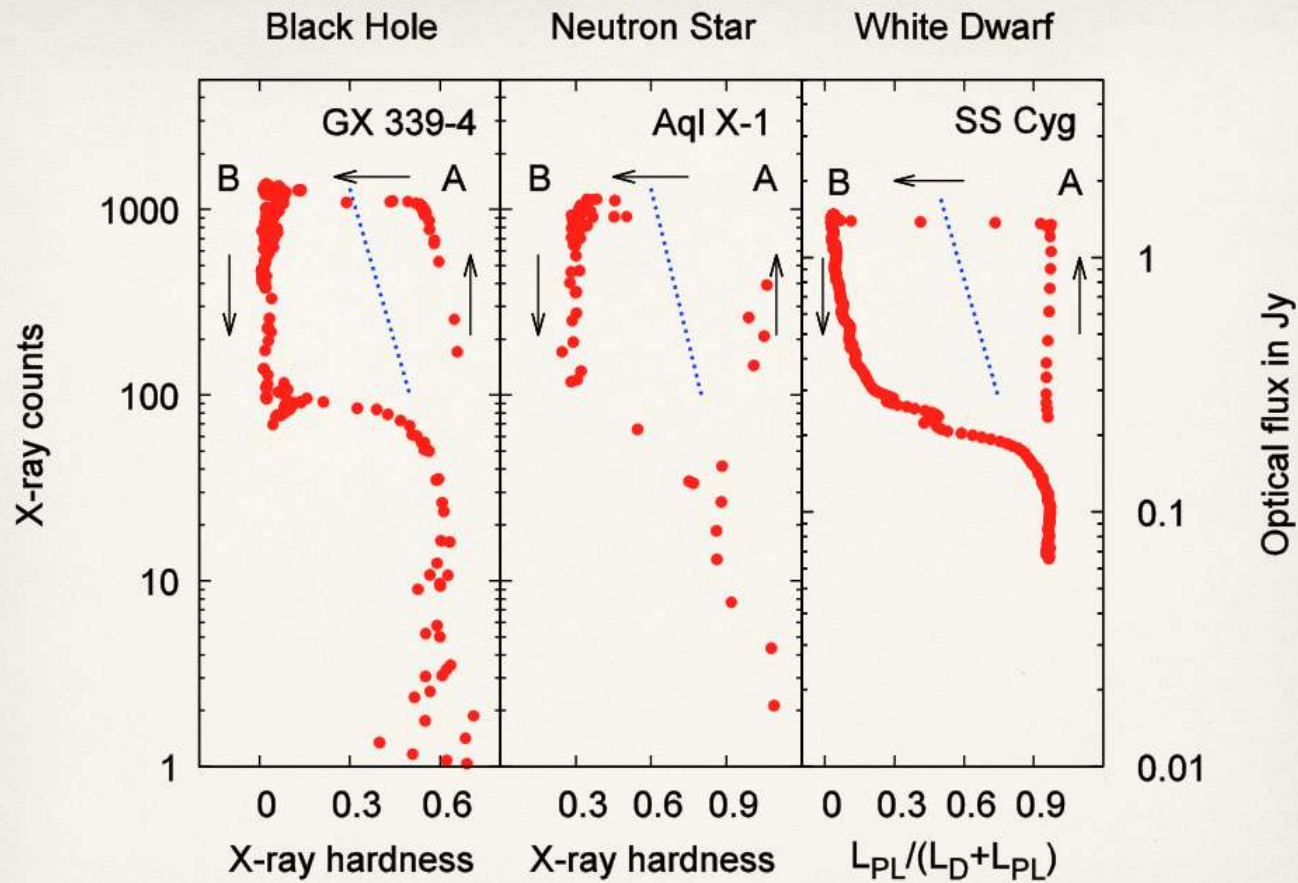 Black Hole Neutron Star White Dwarf
GX 339-4 Aql X-1 SS Cyg
B A B A B A
X-ray counts
1000
100
10
1
Optical flux in Jy
1
0.1
0.01
0 0.3 0.6 0.3 0.6 0.9 0 0.3 0.6 0.9
X-ray hardness X-ray hardness L_PL/(L_D+L_PL)